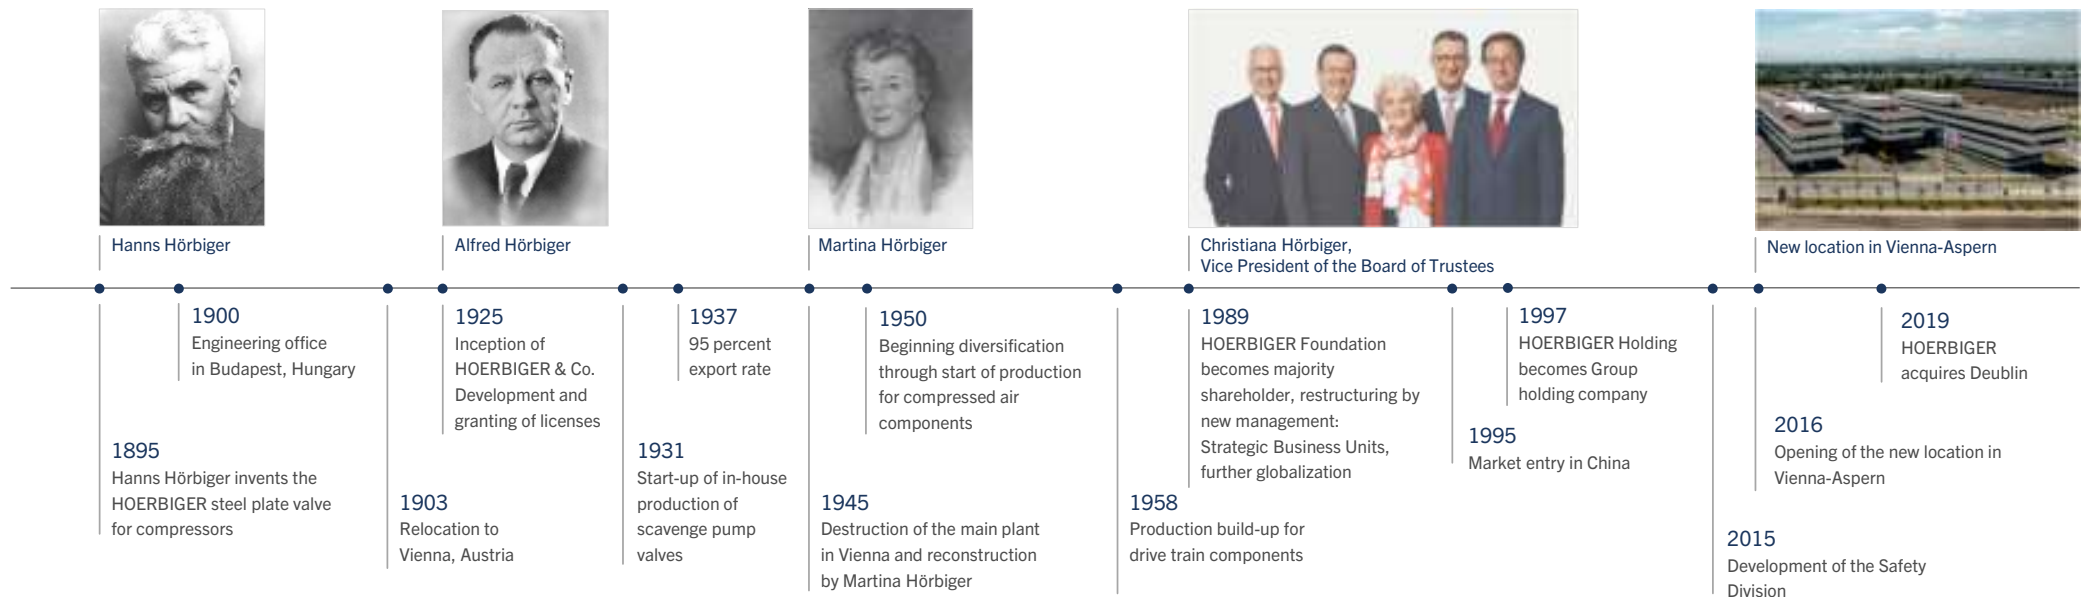 Hanns Hörbiger
Alfred Hörbiger
Martina Hörbiger
Christiana Hörbiger,
Vice President of the Board of Trustees
New location in Vienna-Aspern
1900
Engineering office
in Budapest, Hungary
1895
Hanns Hörbiger invents the
HOERBIGER steel plate valve
for compressors
1903
Relocation to
Vienna, Austria
1925
Inception of
HOERBIGER & Co.
Development and
granting of licenses
1931
Start-up of in-house
production of
scavenge pump
valves
1937
95 percent
export rate
1945
Destruction of the main plant
in Vienna and reconstruction
by Martina Hörbiger
1950
Beginning diversification
through start of production
for compressed air
components
1958
Production build-up for
drive train components
1989
HOERBIGER Foundation
becomes majority
shareholder, restructuring by
new management:
Strategic Business Units,
further globalization
1995
Market entry in China
1997
HOERBIGER Holding
becomes Group
holding company
2015
Development of the Safety
Division
2016
Opening of the new location in
Vienna-Aspern
2019
HOERBIGER
acquires Deublin